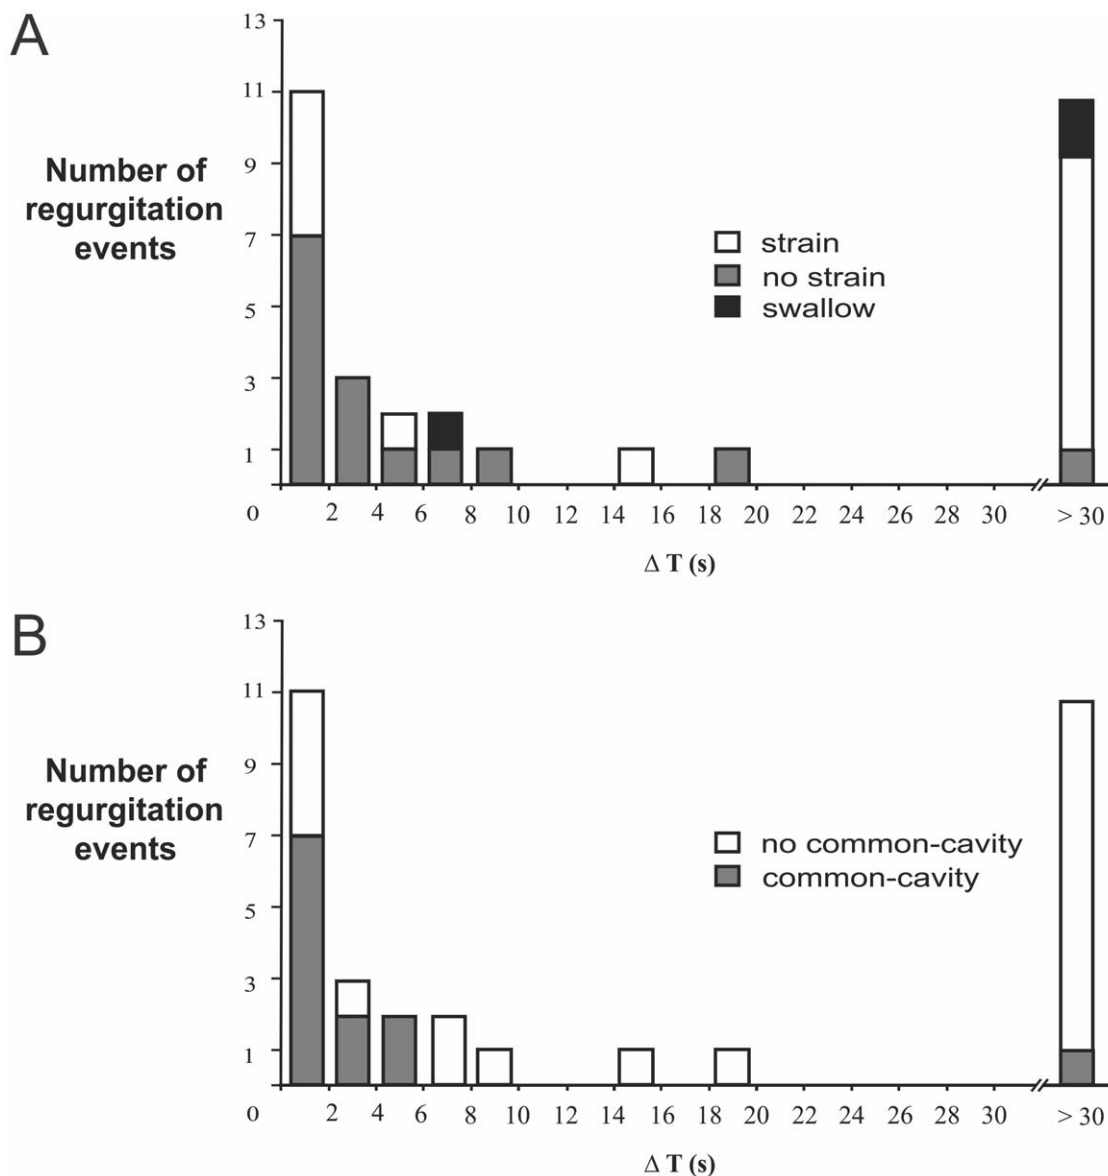 A
13
11
9
7
5
3
1
Number of
regurgitation
events
strain
no strain
swallow
0 2 4 6 8 10 12 14 16 18 20 22 24 26 28 30 > 30
Δ T (s)
B
13
11
9
7
5
3
1
Number of
regurgitation
events
no common-cavity
common-cavity
0 2 4 6 8 10 12 14 16 18 20 22 24 26 28 30 > 30
Δ T (s)